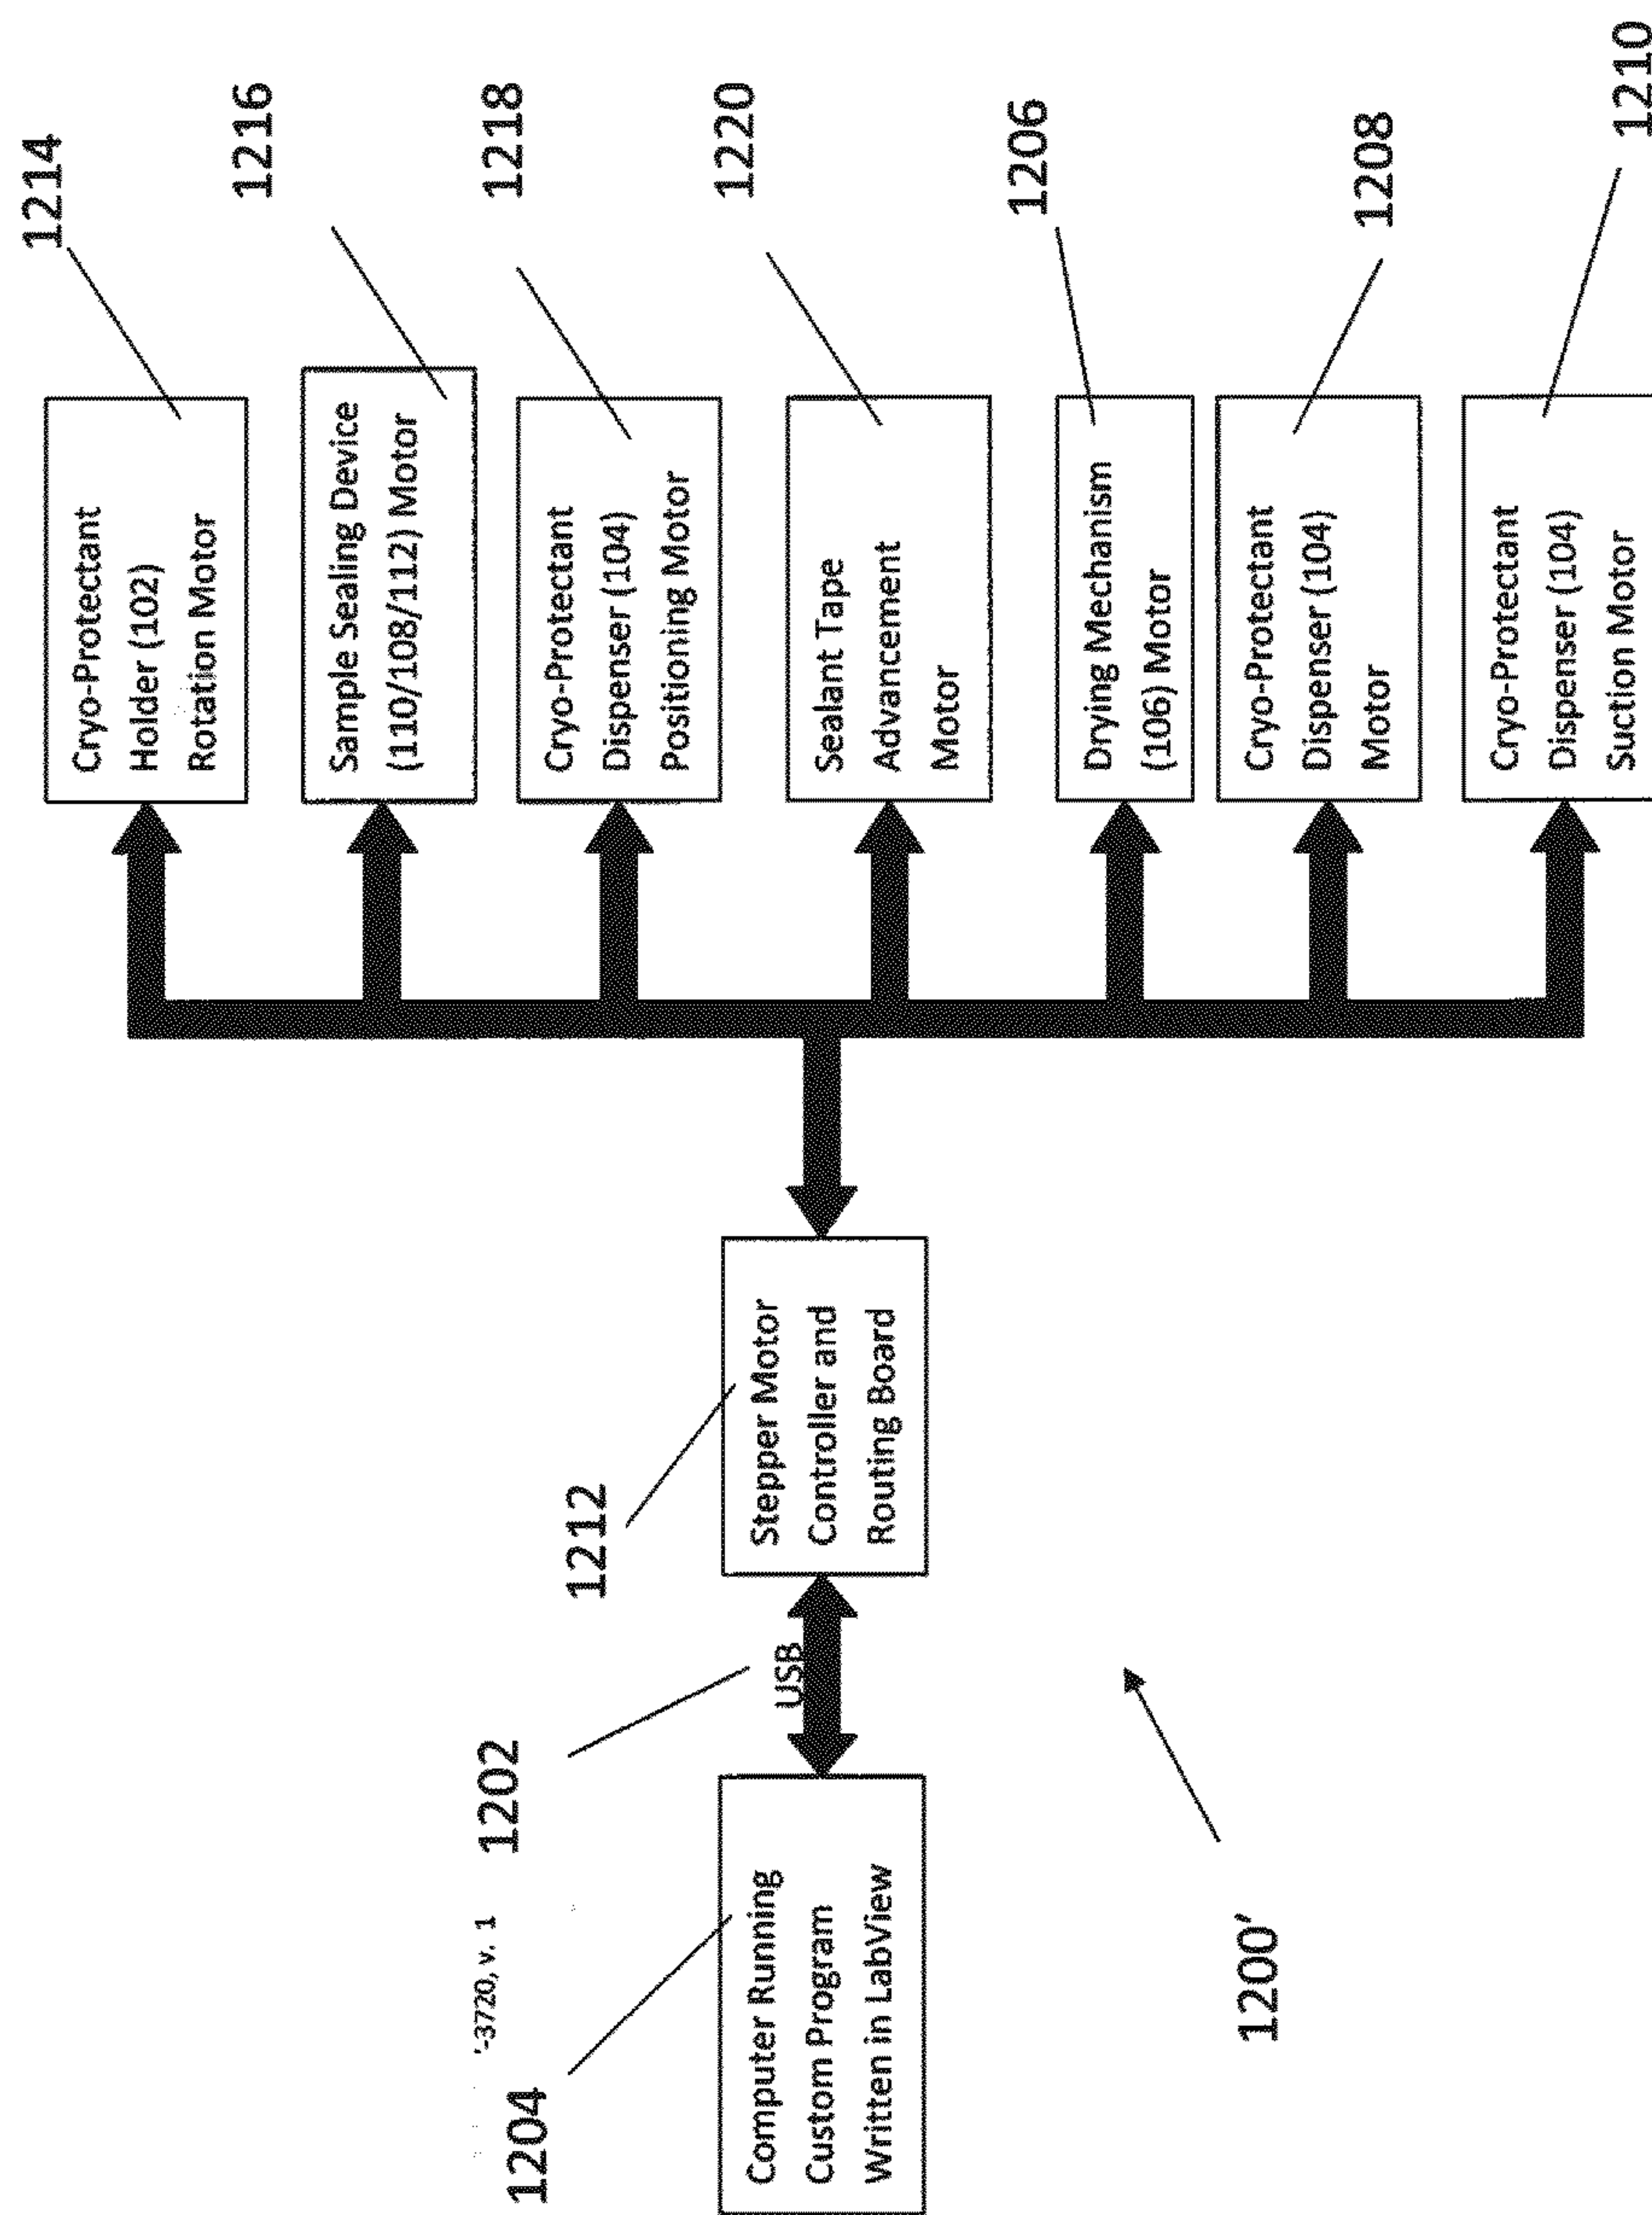 1214
Cryo-Protectant
Holder (102)
Rotation Motor
1216
Sample Sealing Device
(110/108/112) Motor
1218
Cryo-Protectant
Dispenser (104)
Positioning Motor
1220
Sealant Tape
Advancement
Motor
1206
Drying Mechanism
(106) Motor
1208
Cryo-Protectant
Dispenser (104)
Motor
1210
Cryo-Protectant
Dispenser (104)
Suction Motor
1212
Stepper Motor
Controller and
Routing Board
1202
USB
'-3720, v. 1
1204
Computer Running
Custom Program
Written in LabView
1200'